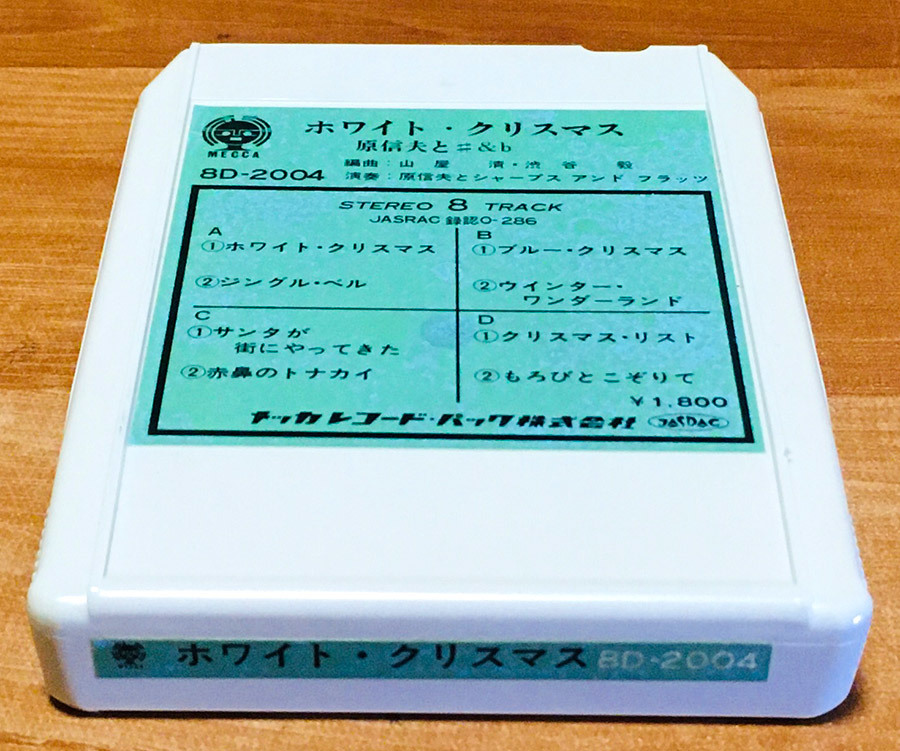 MECCA
ホワイト・クリスマス
原信夫と♯&b
編曲：山屋 清・渋谷 毅
8D-2004 演奏：原信夫とシャープス アンド フラッツ
STEREO 8 TRACK
JASRAC 録認0-286
A
①ホワイト・クリスマス
②ジングル・ベル
B
①ブルー・クリスマス
②ウインター・
ワンダーランド
C
①サンタが
街にやってきた
②赤鼻のトナカイ
D
①クリスマス・リスト
②もろびとこぞりて
¥1,800
メッカレコード・パック株式会社 JASRAC
ホワイト・クリスマス 8D-2004